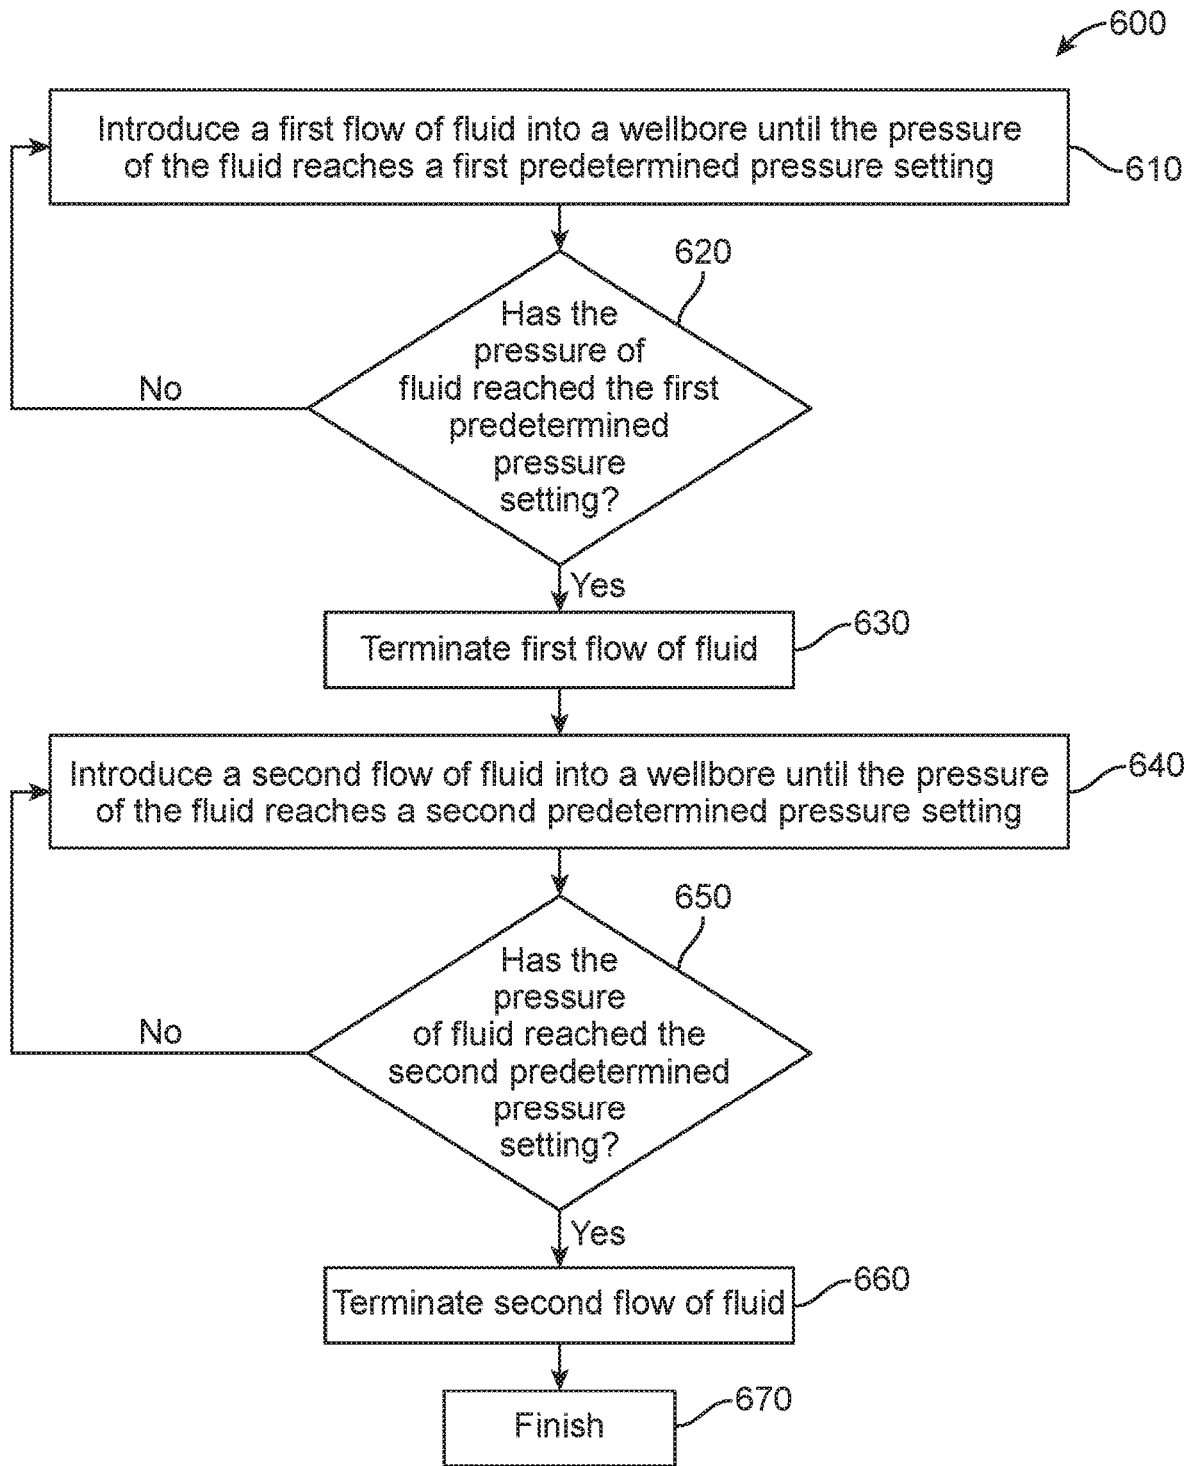 600
Introduce a first flow of fluid into a wellbore until the pressure
of the fluid reaches a first predetermined pressure setting
610
620
Has the
pressure of
fluid reached the first
predetermined
pressure
setting?
No
Yes
Terminate first flow of fluid
630
Introduce a second flow of fluid into a wellbore until the pressure
of the fluid reaches a second predetermined pressure setting
640
650
Has the
pressure
of fluid reached the
second predetermined
pressure
setting?
No
Yes
Terminate second flow of fluid
660
Finish
670